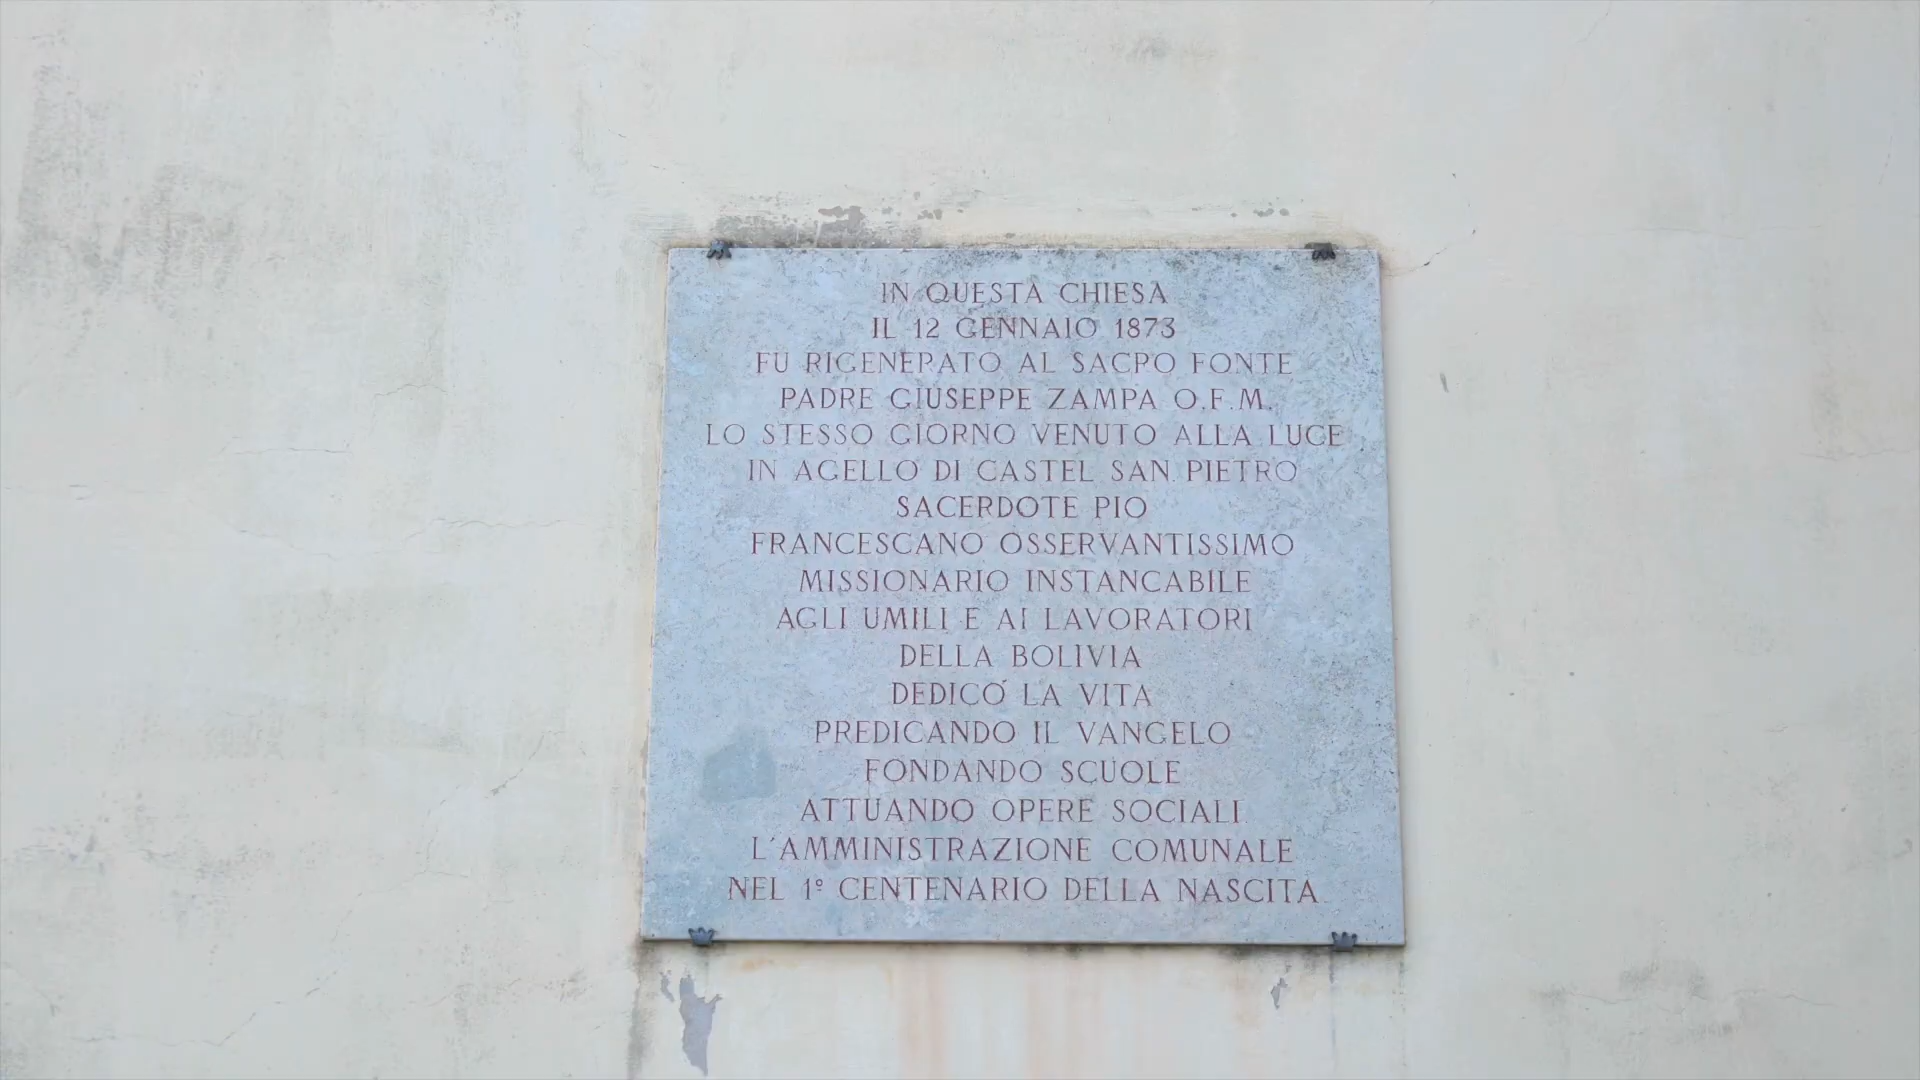 IN QUESTA CHIESA
IL 12 GENNAIO 1873
FU RIGENERATO AL SACRO FONTE
PADRE GIUSEPPE ZAMPA O.F.M.
LO STESSO GIORNO VENUTO ALLA LUCE
IN AGELLO DI CASTEL SAN PIETRO
SACERDOTE PIO
FRANCESCANO OSSERVANTISSIMO
MISSIONARIO INSTANCABILE
AGLI UMILI E AI LAVORATORI
DELLA BOLIVIA
DEDICO' LA VITA
PREDICANDO IL VANGELO
FONDANDO SCUOLE
ATTUANDO OPERE SOCIALI.
L'AMMINISTRAZIONE COMUNALE
NEL 1º CENTENARIO DELLA NASCITA.